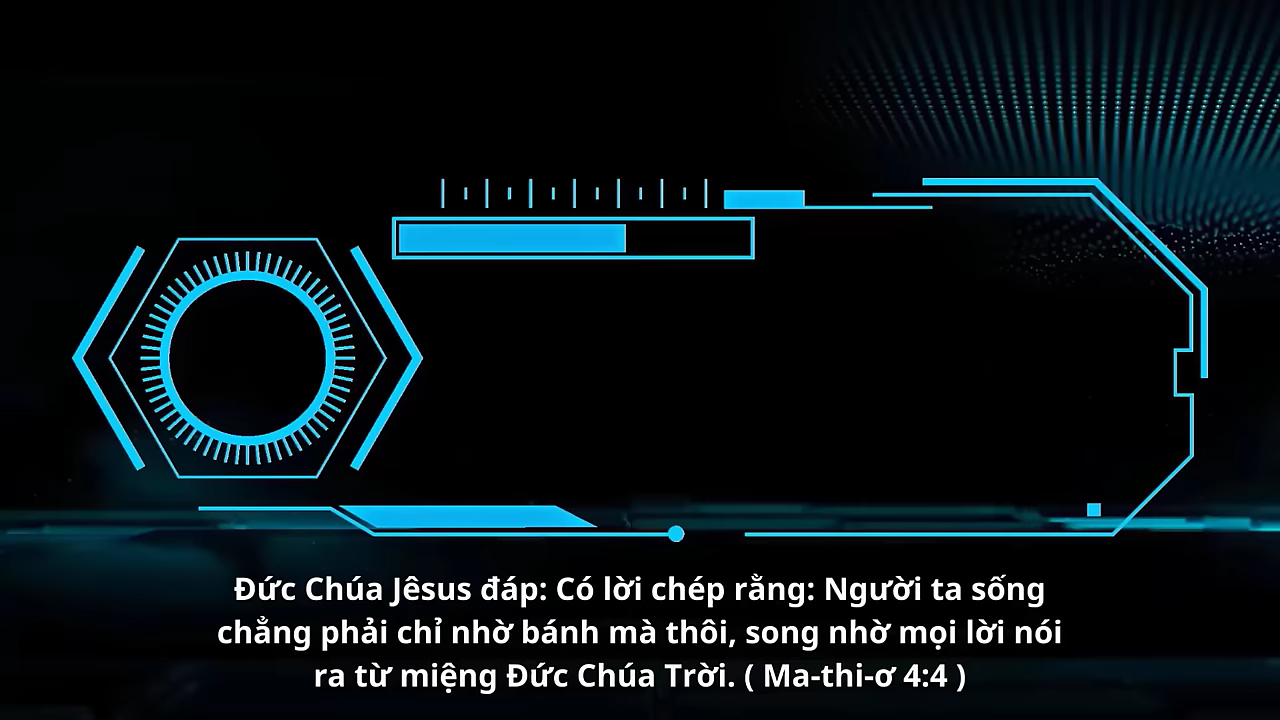 Đức Chúa Jêsus đáp: Có lời chép rằng: Người ta sống
chẳng phải chỉ nhờ bánh mà thôi, song nhờ mọi lời nói
ra từ miệng Đức Chúa Trời. ( Ma-thi-ơ 4:4 )